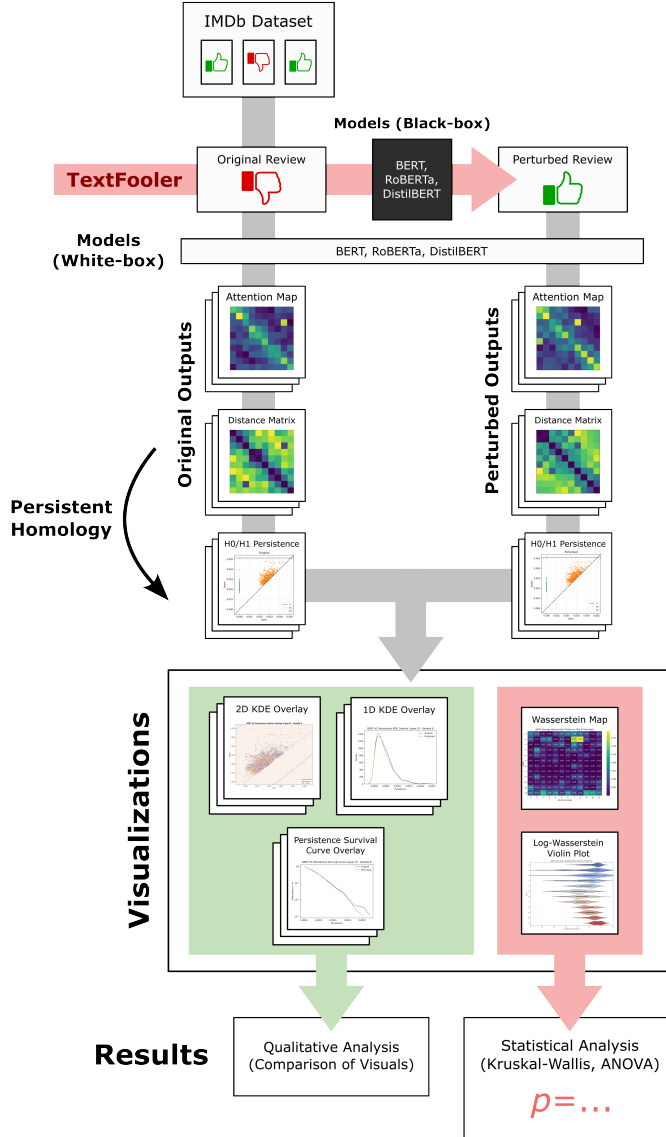 IMDb Dataset
Models (Black-box)
TextFooler
Original Review
BERT,
RoBERTa,
DistilBERT
Perturbed Review
Models
(White-box)
BERT, RoBERTa, DistilBERT
Original Outputs
Attention Map
Distance Matrix
H0/H1 Persistence
Original
Perturbed Outputs
Attention Map
Distance Matrix
H0/H1 Persistence
Perturbed
Persistent
Homology
Visualizations
2D KDE Overlay
1D KDE Overlay
Persistence Survival
Curve Overlay
Wasserstein Map
Log-Wasserstein
Violin Plot
Results
Qualitative Analysis
(Comparison of Visuals)
Statistical Analysis
(Kruskal-Wallis, ANOVA)
p=...